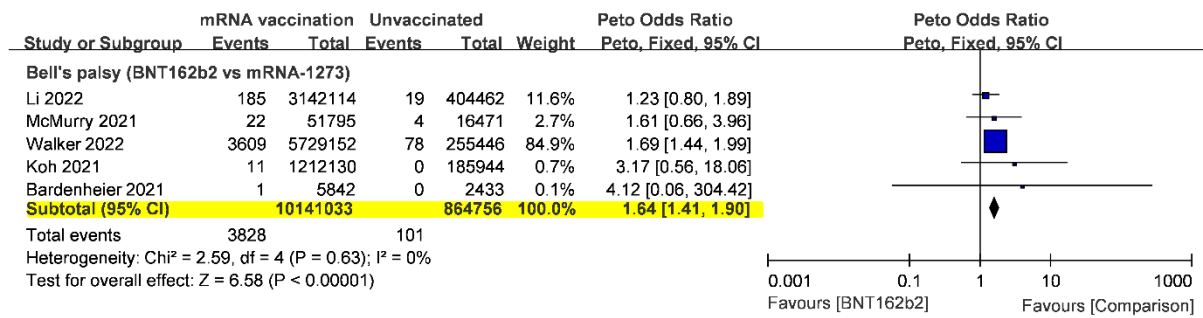 mRNA vaccination Unvaccinated Peto Odds Ratio Peto Odds Ratio
Study or Subgroup Events Total Events Total Weight Peto, Fixed, 95% CI Peto, Fixed, 95% CI
Bell's palsy (BNT162b2 vs mRNA-1273)
Li 2022 185 3142114 19 404462 11.6% 1.23 [0.80, 1.89]
McMurry 2021 22 51795 4 16471 2.7% 1.61 [0.66, 3.96]
Walker 2022 3609 5729152 78 255446 84.9% 1.69 [1.44, 1.99]
Koh 2021 11 1212130 0 185944 0.7% 3.17 [0.56, 18.06]
Bardenheier 2021 1 5842 0 2433 0.1% 4.12 [0.06, 304.42]
Subtotal (95% CI) 10141033 864756 100.0% 1.64 [1.41, 1.90]
Total events 3828 101
Heterogeneity: Chi² = 2.59, df = 4 (P = 0.63); I² = 0%
Test for overall effect: Z = 6.58 (P < 0.00001)
0.001 0.1 1 10 1000
Favours [BNT162b2] Favours [Comparison]